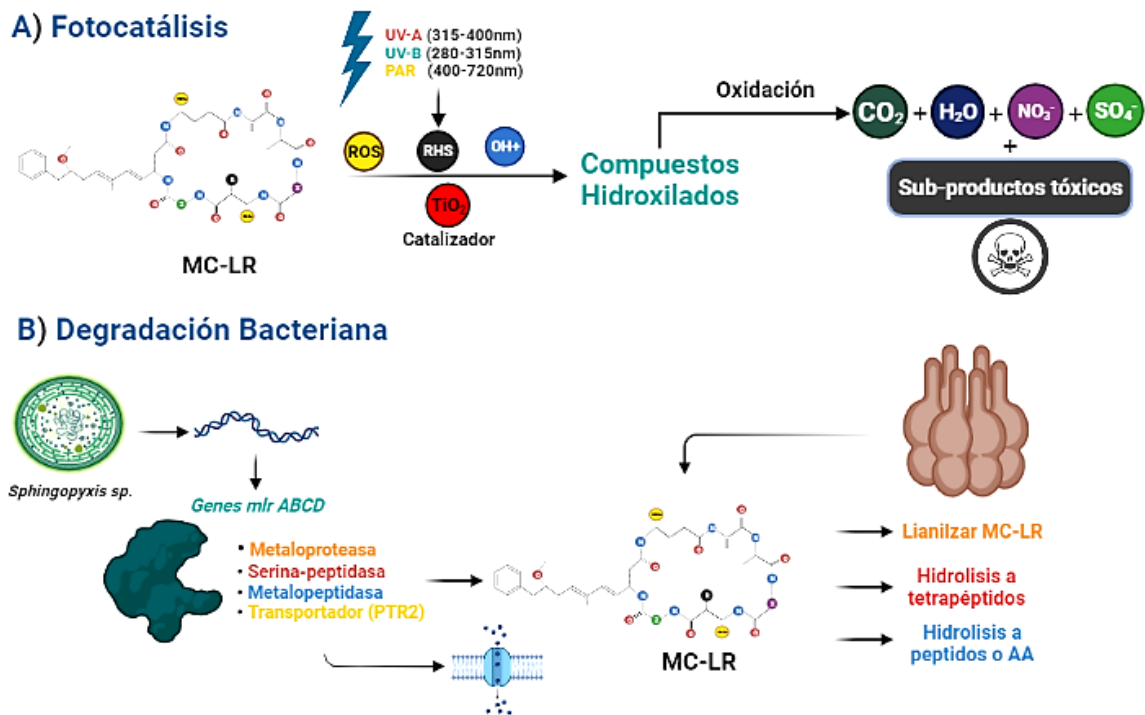 A) Fotocatálisis
UV-A (315-400nm)
UV-B (280-315nm)
PAR (400-720nm)
ROS
RHS
OH+
TiO₂
Catalizador
MC-LR
Compuestos
Hidroxilados
Oxidación
CO₂ + H₂O + NO₃⁻ + SO₄⁻
+
Sub-productos tóxicos
B) Degradación Bacteriana
Sphingopyxis sp.
Genes mlr ABCD
• Metaloproteasa
• Serina-peptidasa
• Metalopeptidasa
• Transportador (PTR2)
MC-LR
Lianilzar MC-LR
Hidrolisis a
tetrapéptidos
Hidrolisis a
peptidos o AA